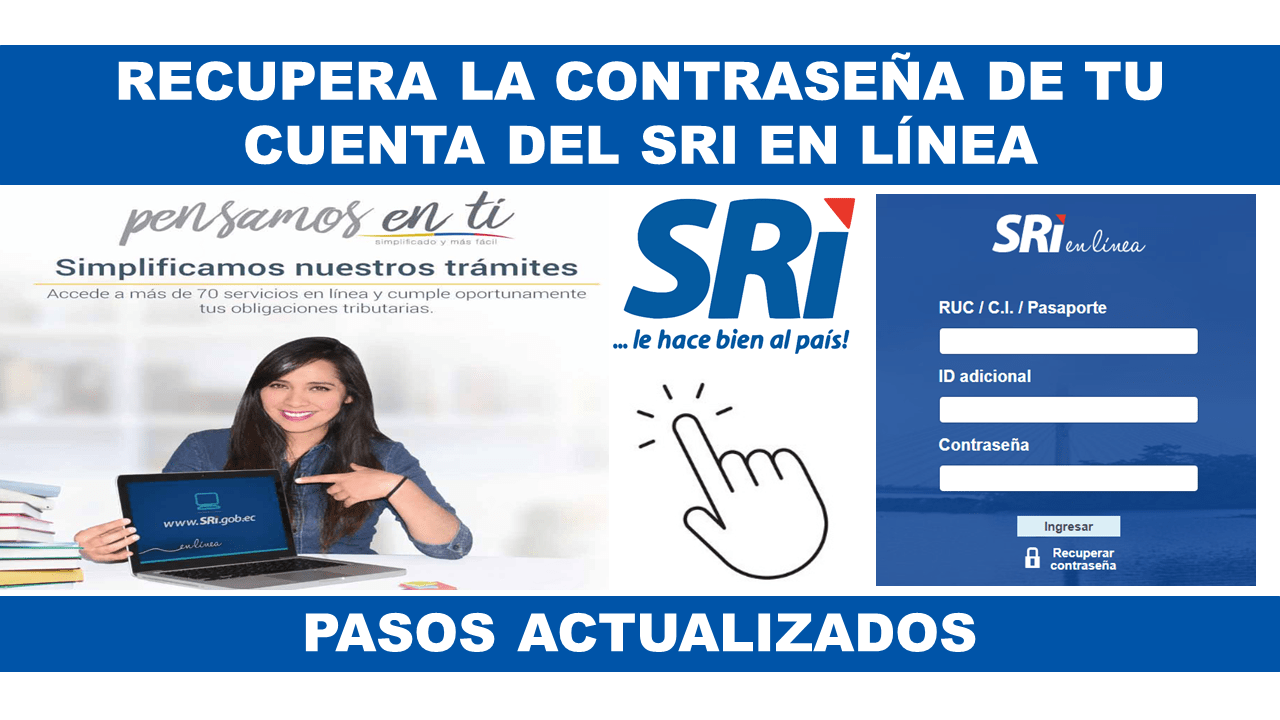 RECUPERA LA CONTRASEÑA DE TU
CUENTA DEL SRI EN LÍNEA
pensamos en ti
simplificado y más fácil
Simplificamos nuestros trámites
Accede a más de 70 servicios en línea y cumple oportunamente
tus obligaciones tributarias.
www.SRi.gob.ec
en línea
SRi
... le hace bien al país!
SRi en línea
RUC / C.I. / Pasaporte
ID adicional
Contraseña
Ingresar
Recuperar
contraseña
PASOS ACTUALIZADOS